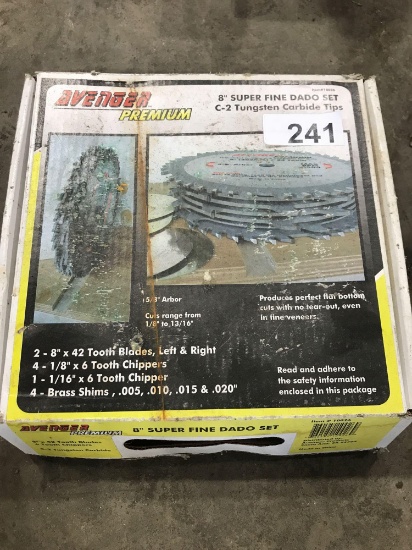 AVENGER
PREMIUM
8" SUPER FINE DADO SET
C-2 Tungsten Carbide Tips
241
5/8" Arbor
Cuts range from
1/8" to 13/16"
Produces perfect flat bottom
cuts with no tear-out, even
in fine veneers.
2 - 8" x 42 Tooth Blades, Left & Right
4 - 1/8" x 6 Tooth Chippers
1 - 1/16" x 6 Tooth Chipper
4 - Brass Shims , .005, .010, .015 & .020"
Read and adhere to
the safety information
enclosed in this package
AVENGER
PREMIUM
8" SUPER FINE DADO SET
8" x 42 Tooth Blades